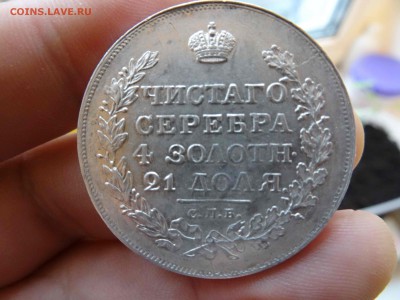 COINS.LAVE.RU
ЧИСТАГО
СЕРЕБРА
4 ЗОЛОТН.
21 ДОЛЯ.
С.П.Б.